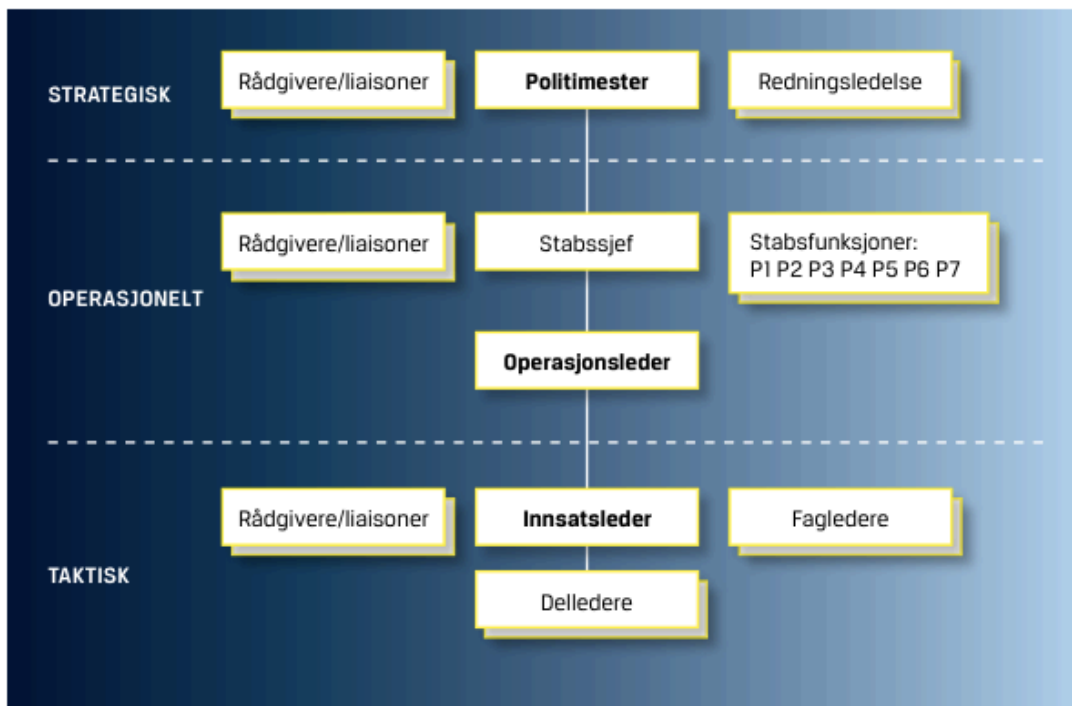 STRATEGISK
Rådgivere/liaisoner
Politimester
Redningsledelse
OPERASJONELT
Rådgivere/liaisoner
Stabssjef
Stabsfunksjoner:
P1 P2 P3 P4 P5 P6 P7
Operasjonsleder
TAKTISK
Rådgivere/liaisoner
Innsatsleder
Fagledere
Delledere